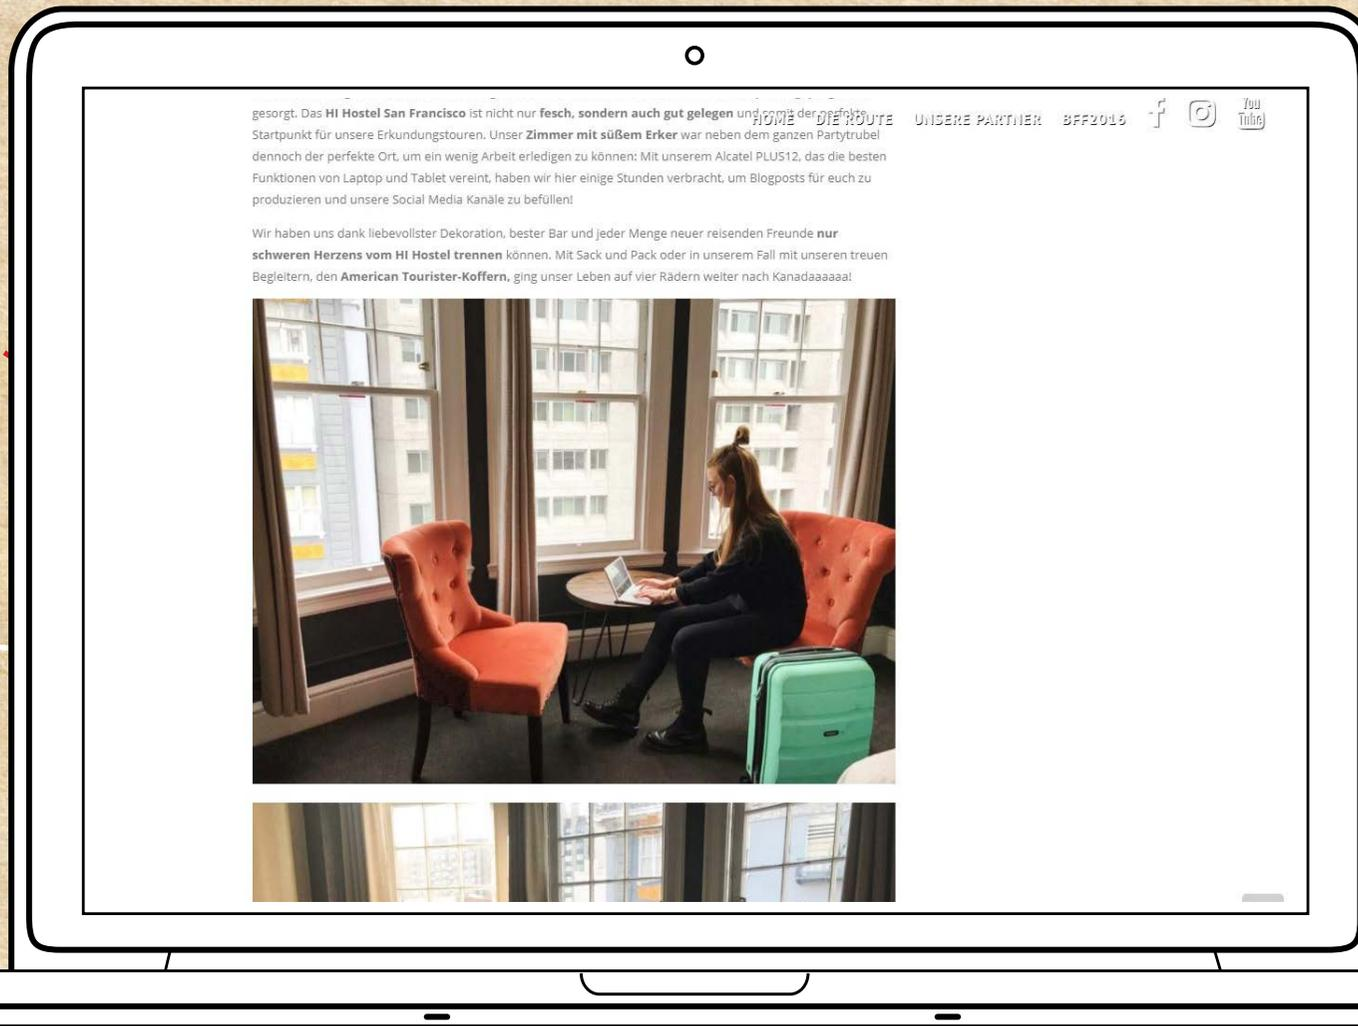 HOME DIE ROUTE UNSERE PARTNER BFF2016 f You Tube
gesorgt. Das HI Hostel San Francisco ist nicht nur fesch, sondern auch gut gelegen und somit der perfekte
Startpunkt für unsere Erkundungstouren. Unser Zimmer mit süßem Erker war neben dem ganzen Partytrubel
dennoch der perfekte Ort, um ein wenig Arbeit erledigen zu können: Mit unserem Alcatel PLUS12, das die besten
Funktionen von Laptop und Tablet vereint, haben wir hier einige Stunden verbracht, um Blogposts für euch zu
produzieren und unsere Social Media Kanäle zu befüllen!
Wir haben uns dank liebevollster Dekoration, bester Bar und jeder Menge neuer reisenden Freunde nur
schweren Herzens vom HI Hostel trennen können. Mit Sack und Pack oder in unserem Fall mit unseren treuen
Begleitern, den American Tourister-Koffern, ging unser Leben auf vier Rädern weiter nach Kanadaaaaaa!